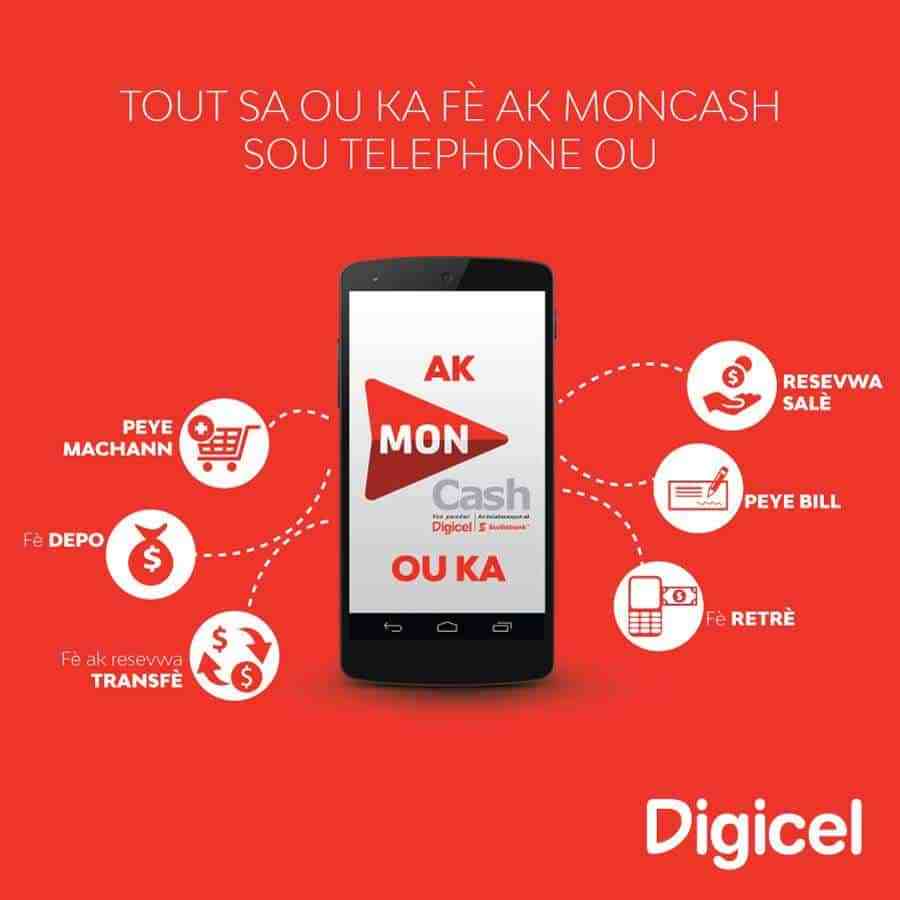 TOUT SA OU KA FÈ AK MONCASH
SOU TELEPHONE OU
AK
MON
Cash
Digicel
Scotiabank
OU KA
PEYE
MACHANN
Fè DEPO
Fè ak resevwa
TRANSFÈ
RESEVWA
SALÈ
PEYE BILL
Fè RETRÈ
Digicel